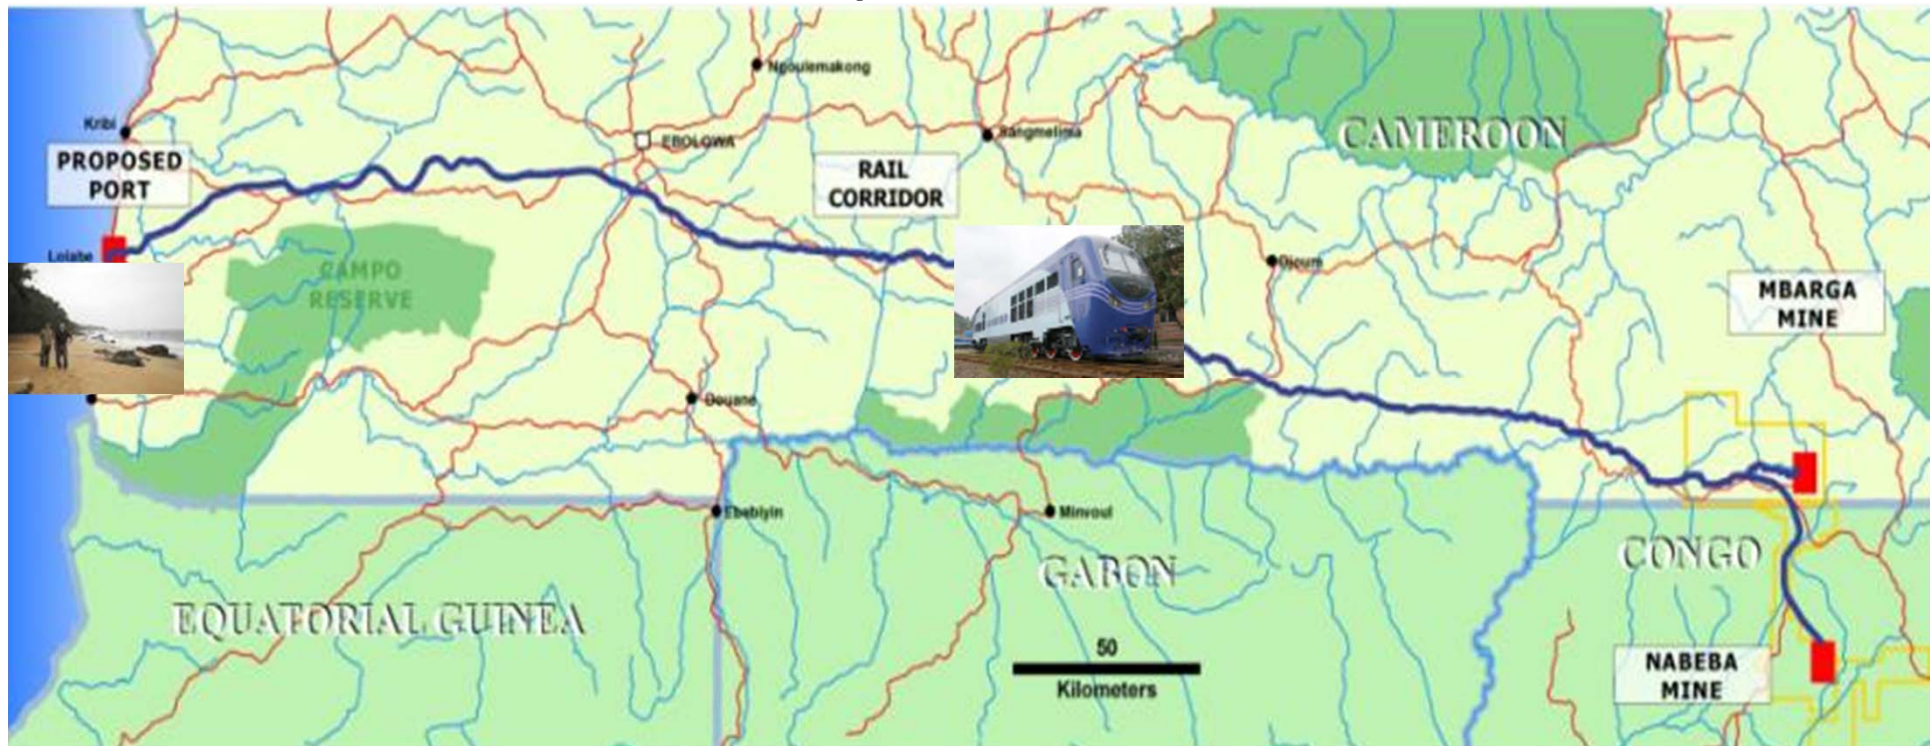 Ngoulemakong
Kribi
EBOLOWA
Sangmelima
CAMEROON
PROPOSED
PORT
RAIL
CORRIDOR
Lolabe
CAMPO
RESERVE
Djoum
MBARGA
MINE
Douane
Ebebiyin
Minvoul
CONGO
GABON
EQUATORIAL GUINEA
50
Kilometers
NABEBA
MINE